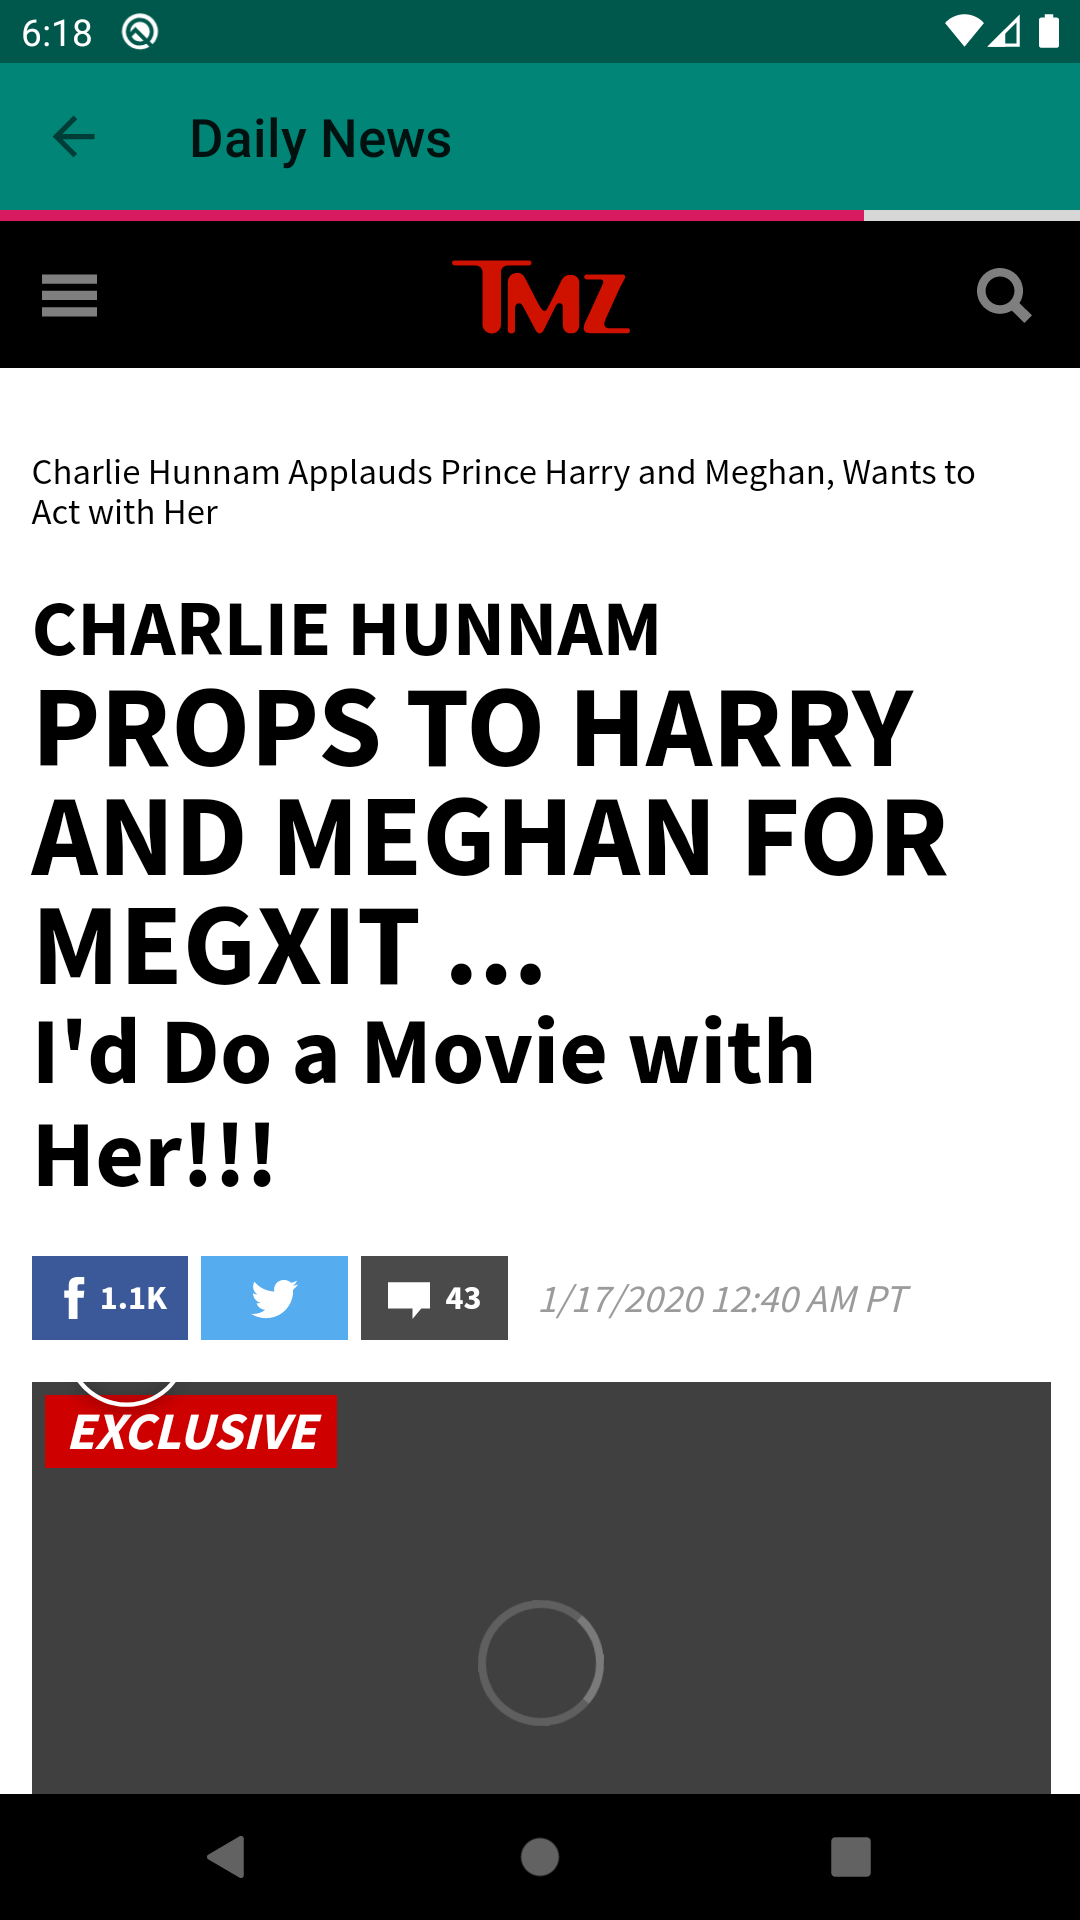 6:18
Daily News
TMZ
Charlie Hunnam Applauds Prince Harry and Meghan, Wants to
Act with Her
CHARLIE HUNNAM
PROPS TO HARRY
AND MEGHAN FOR
MEGXIT ...
I'd Do a Movie with
Her!!!
1.1K
43
1/17/2020 12:40 AM PT
EXCLUSIVE